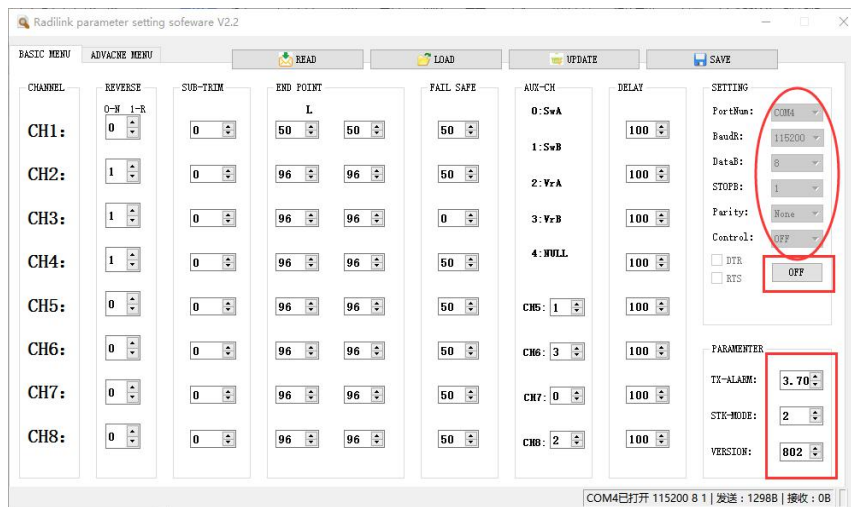 Radilink parameter setting sofeware V2.2
BASIC MENU ADVACNE MENU READ LOAD UPDATE SAVE
CHANNEL REVERSE SUB-TRIM END POINT FAIL SAFE AUX-CH DELAY SETTING
0-N 1-R L 0:SwA PortNum: COM4
CH1: 0 0 50 50 50 100
1:SwB BaudR: 115200
CH2: 1 0 96 96 50 100
DataB: 8
2:VrA STOPB: 1
CH3: 1 0 96 96 0 3:VrB 100 Parity: None
Control: OFF
CH4: 1 0 96 96 50 4:NULL 100 DTR
RTS OFF
CH5: 0 0 96 96 50 CH5: 1 100
CH6: 0 0 96 96 50 CH6: 3 100 PARAMENTER
TX-ALARM: 3.70
CH7: 0 0 96 96 50 CH7: 0 100
STK-MODE: 2
CH8: 0 0 96 96 50 CH8: 2 100 VERSION: 802
COM4已打开 115200 8 1 | 发送：1298B | 接收：0B